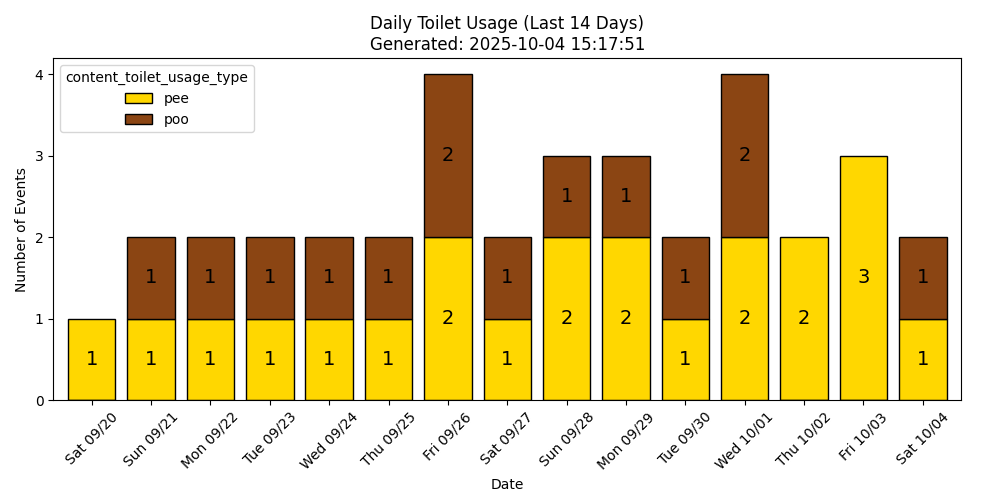 Daily Toilet Usage (Last 14 Days)
Generated: 2025-10-04 15:17:51
content_toilet_usage_type
pee
poo
Number of Events
4
3
2
1
0
1
1
1
1
1
1
1
1
1
1
1
2
2
1
1
2
1
2
1
1
1
2
2
2
3
1
1
Sat 09/20
Sun 09/21
Mon 09/22
Tue 09/23
Wed 09/24
Thu 09/25
Fri 09/26
Sat 09/27
Sun 09/28
Mon 09/29
Tue 09/30
Wed 10/01
Thu 10/02
Fri 10/03
Sat 10/04
Date